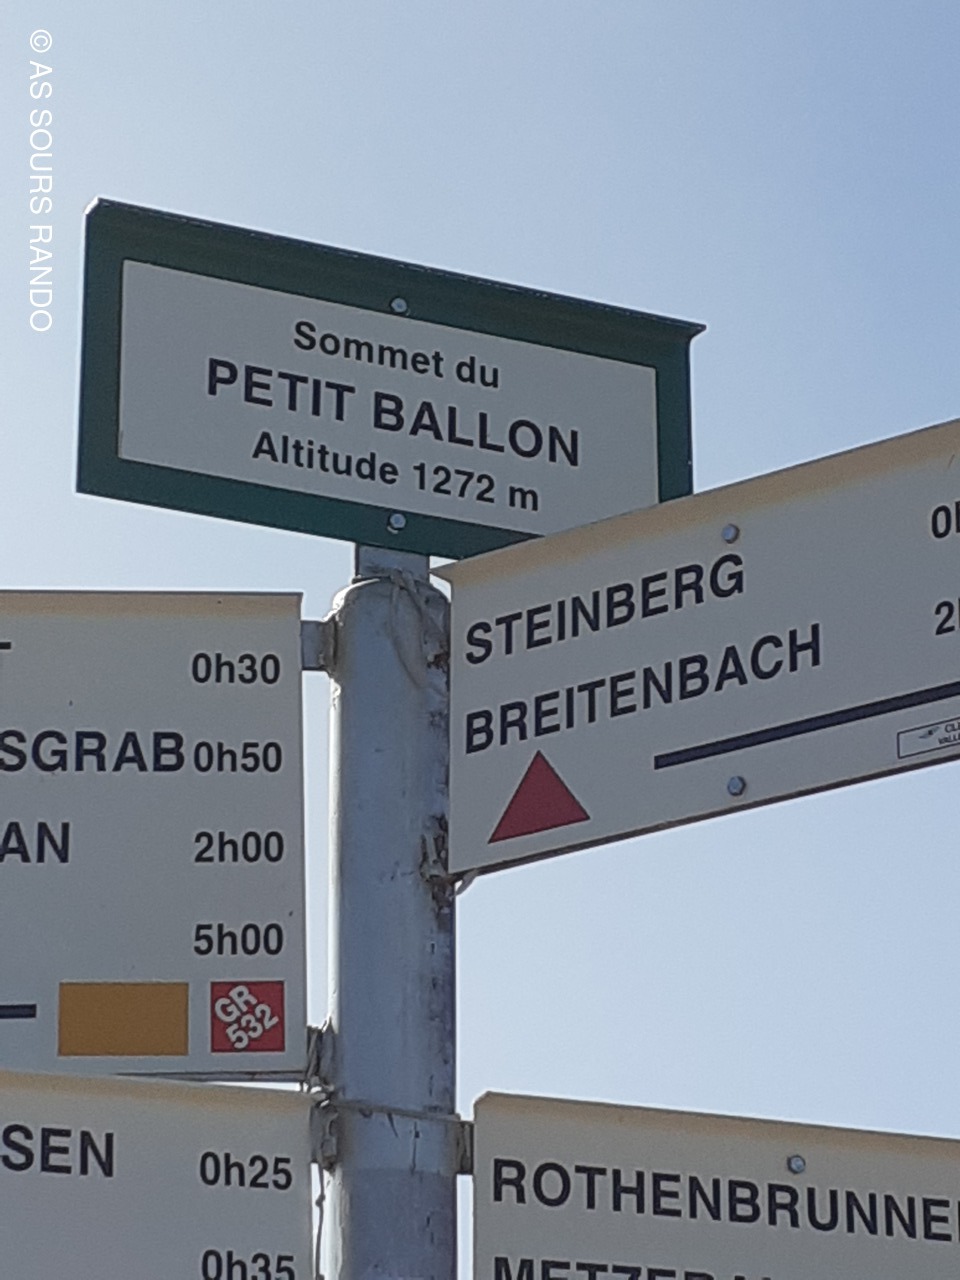 © AS SOURS RANDO
Sommet du
PETIT BALLON
Altitude 1272 m
STEINBERG
BREITENBACH
0h30
SGRAB 0h50
AN 2h00
5h00
GR
532
SEN 0h25
0h35
ROTHENBRUNNE